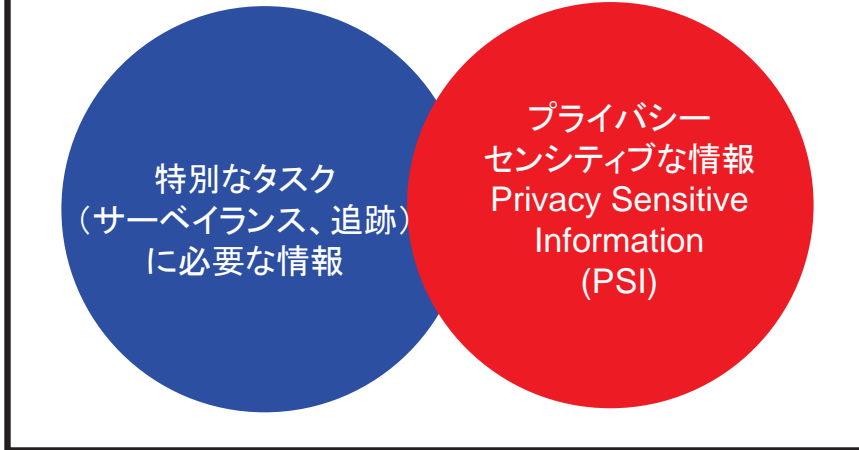 特別なタスク
（サーベイランス、追跡）
に必要な情報
プライバシー
センシティブな情報
Privacy Sensitive
Information
(PSI)